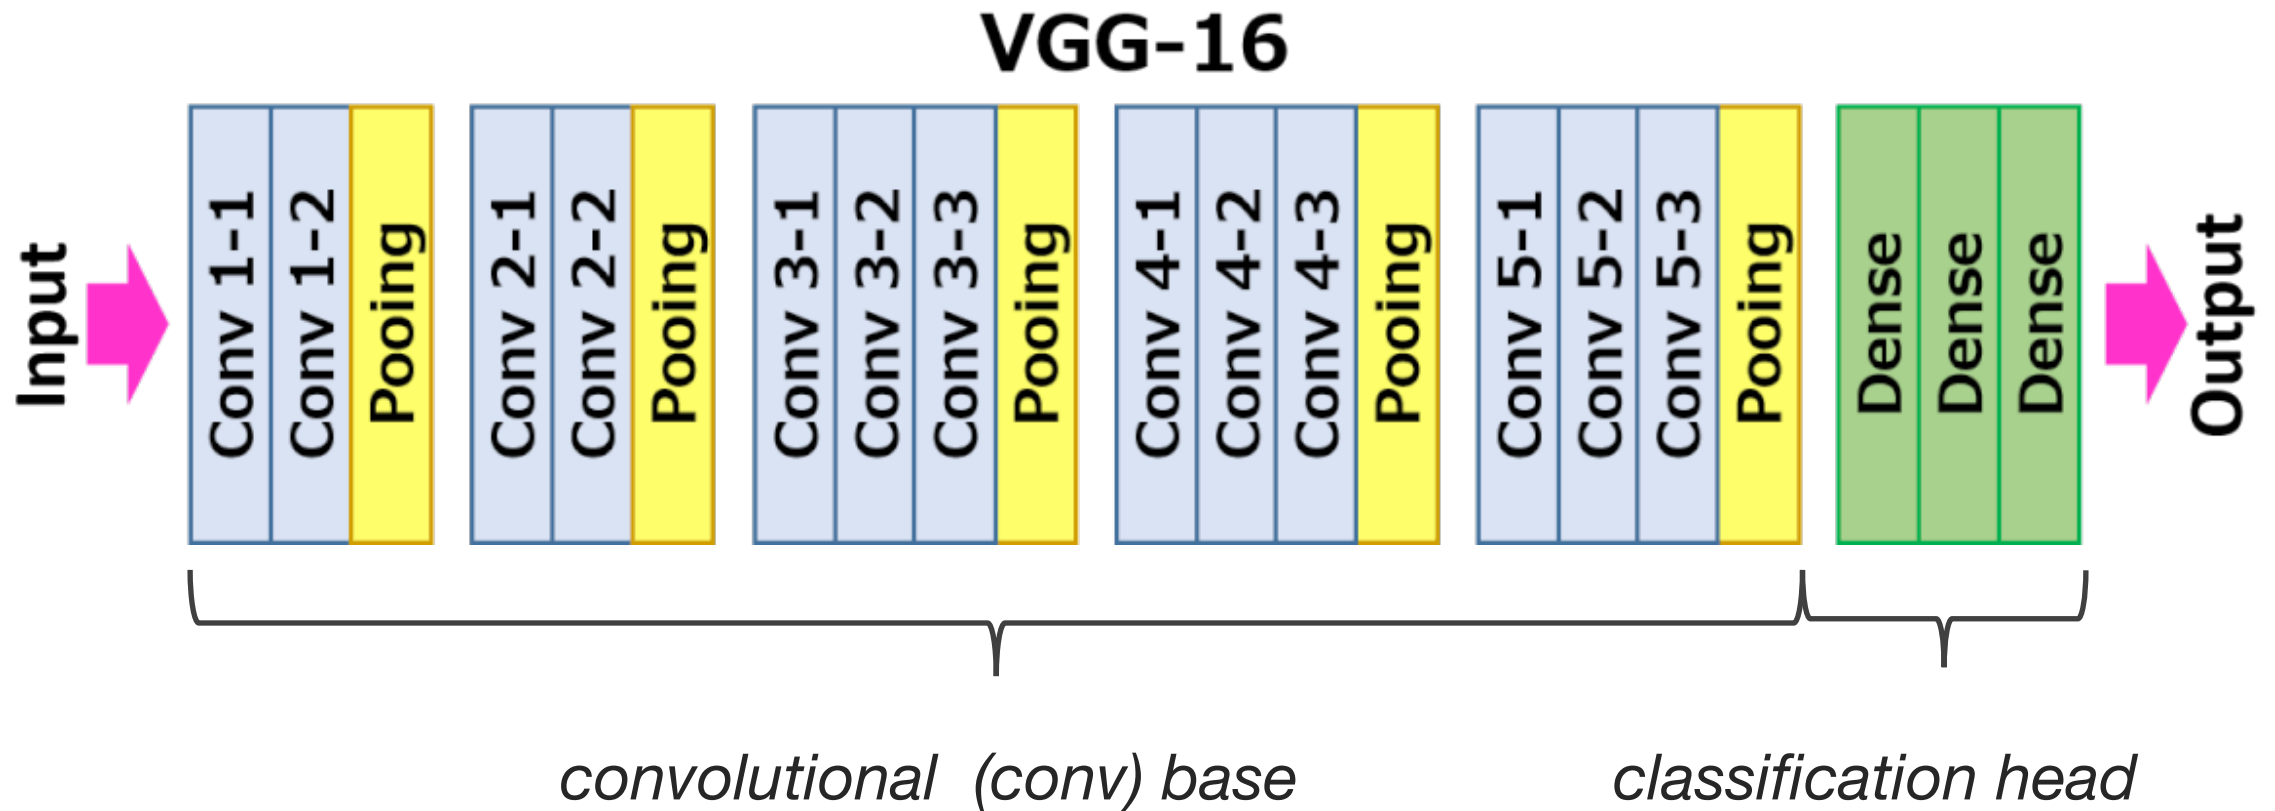 VGG-16
Input
Conv 1-1
Conv 1-2
Pooing
Conv 2-1
Conv 2-2
Pooing
Conv 3-1
Conv 3-2
Conv 3-3
Pooing
Conv 4-1
Conv 4-2
Conv 4-3
Pooing
Conv 5-1
Conv 5-2
Conv 5-3
Pooing
Dense
Dense
Dense
Output
convolutional (conv) base
classification head